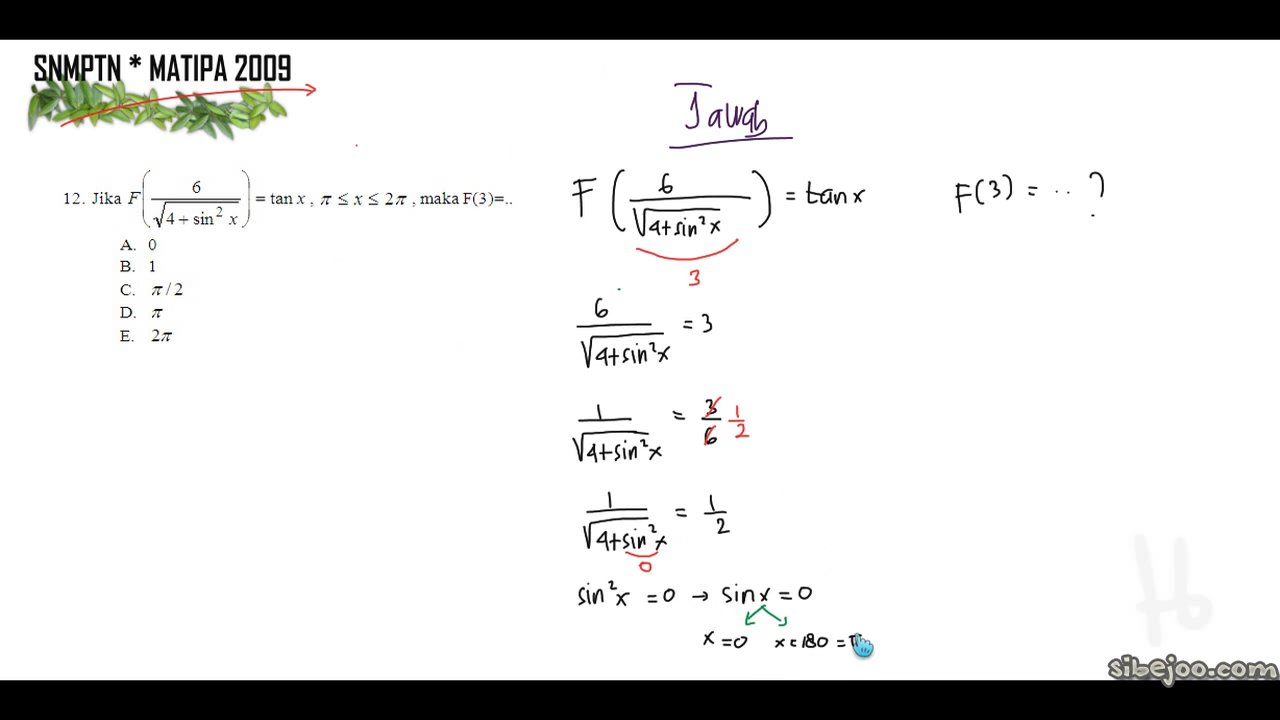 SNMPTN * MATIPA 2009
12. Jika F(6/√(4 + sin² x)) = tan x , π ≤ x ≤ 2π , maka F(3)=..
A. 0
B. 1
C. π/2
D. π
E. 2π
Jawab
F(6/√(4+sin²x)) = tan x
F(3) = .. ?
3
6/√(4+sin²x) = 3
1/√(4+sin²x) = 3/6 1/2
1/√(4+sin²x) = 1/2
0
sin²x = 0 → sin x = 0
x = 0 x = 180 = π
sibejoo.com